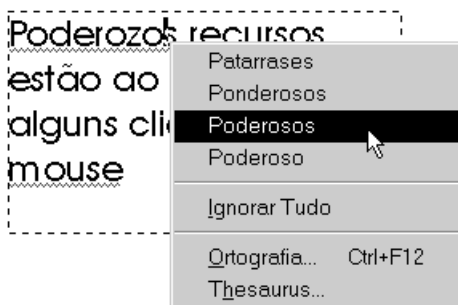 Poderozos recursos
estão ao
alguns cli
mouse
Patarrases
Ponderosos
Poderosos
Poderoso
Ignorar Tudo
Ortografia... Ctrl+F12
Thesaurus...